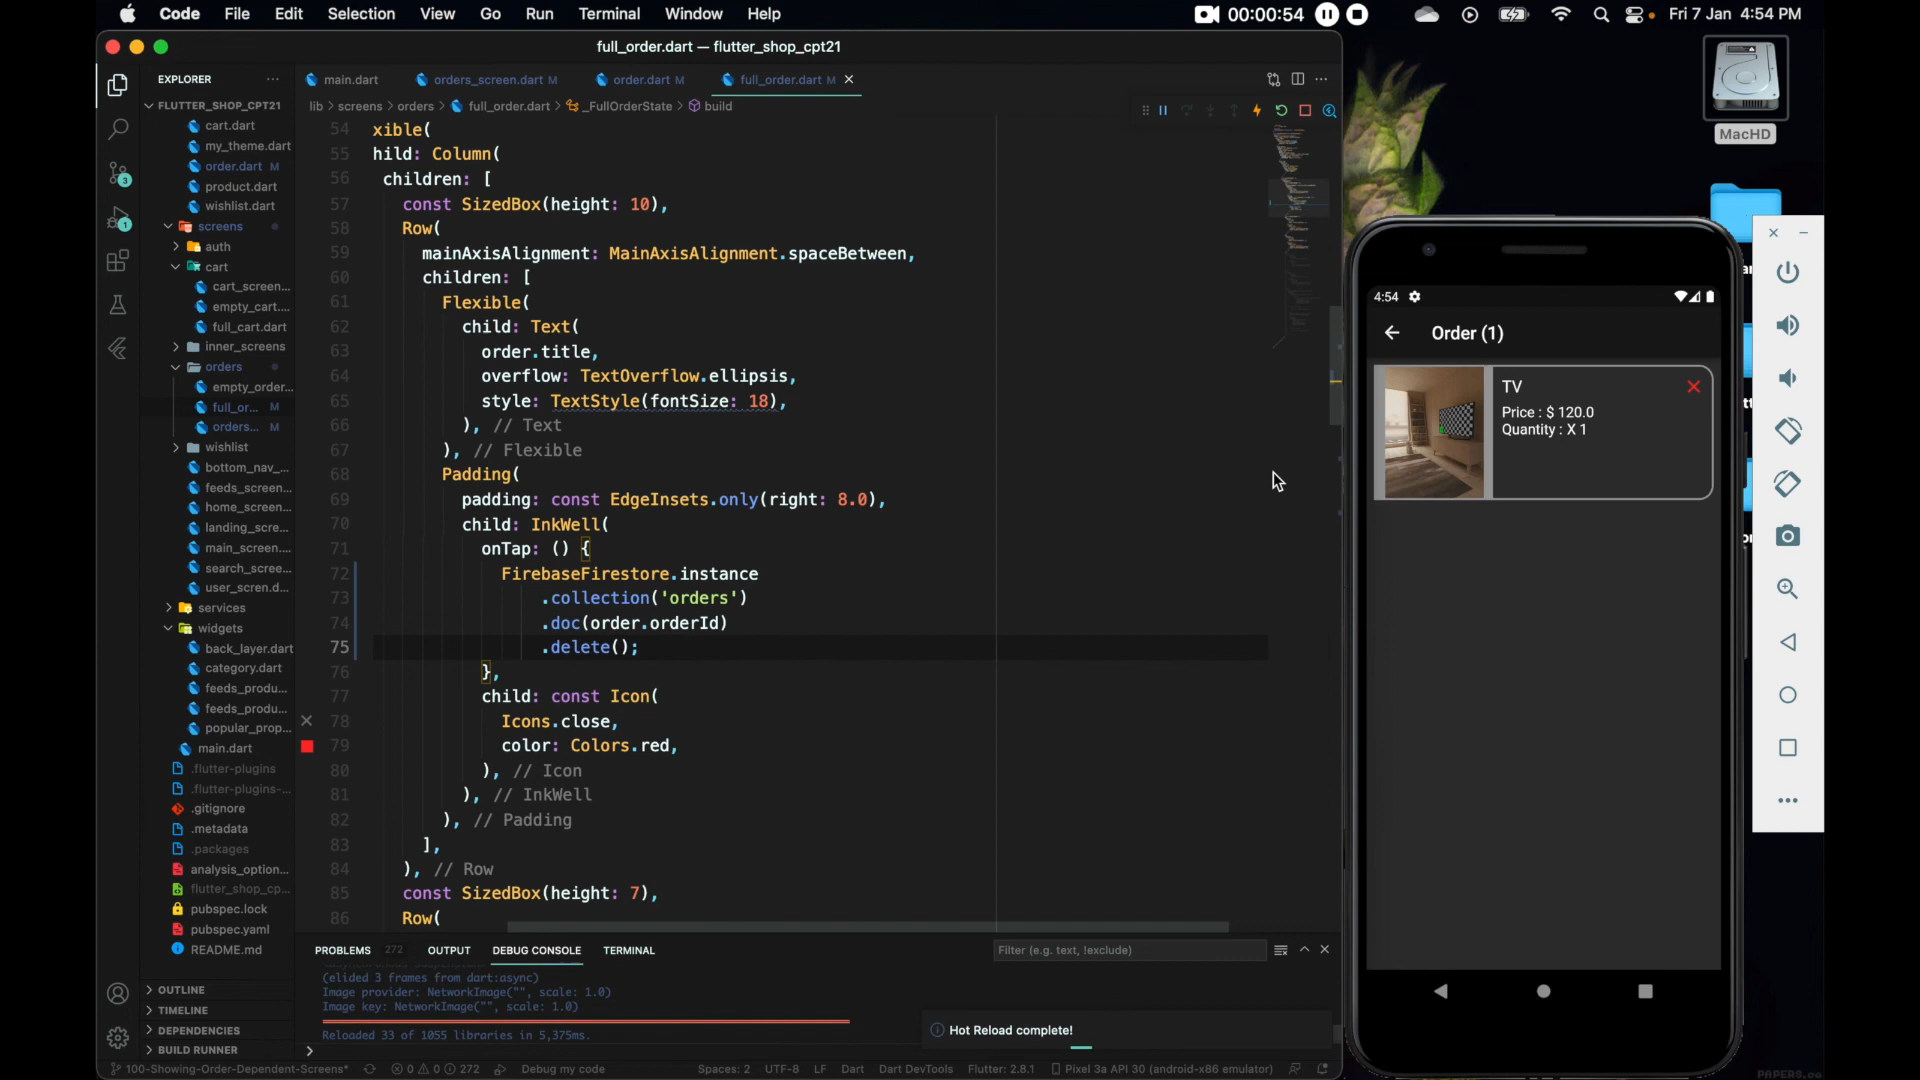 Code File Edit Selection View Go Run Terminal Window Help 00:00:54 Fri 7 Jan 4:54 PM
full_order.dart — flutter_shop_cpt21
EXPLORER
FLUTTER_SHOP_CPT21
cart.dart
my_theme.dart
order.dart M
product.dart
wishlist.dart
screens
auth
cart
cart_screen...
empty_cart....
full_cart.dart
inner_screens
orders
empty_order...
full_or... M
orders... M
wishlist
bottom_nav_...
feeds_screen...
home_screen...
landing_scre...
main_screen....
search_scree...
user_scren.d...
services
widgets
back_layer.dart
category.dart
feeds_produ...
feeds_produ...
popular_prop...
main.dart
.flutter-plugins
.flutter-plugins-...
.gitignore
.metadata
.packages
analysis_option...
flutter_shop_cp...
pubspec.lock
pubspec.yaml
README.md
OUTLINE
TIMELINE
DEPENDENCIES
BUILD RUNNER
3
1
main.dart orders_screen.dart M order.dart M full_order.dart M
lib > screens > orders > full_order.dart > _FullOrderState > build
54 xible(
55 hild: Column(
56 children: [
57 const SizedBox(height: 10),
58 Row(
59 mainAxisAlignment: MainAxisAlignment.spaceBetween,
60 children: [
61 Flexible(
62 child: Text(
63 order.title,
64 overflow: TextOverflow.ellipsis,
65 style: TextStyle(fontSize: 18),
66 ), // Text
67 ), // Flexible
68 Padding(
69 padding: const EdgeInsets.only(right: 8.0),
70 child: InkWell(
71 onTap: () {
72 FirebaseFirestore.instance
73 .collection('orders')
74 .doc(order.orderId)
75 .delete();
76 },
77 child: const Icon(
78 Icons.close,
79 color: Colors.red,
80 ), // Icon
81 ), // InkWell
82 ), // Padding
83 ],
84 ), // Row
85 const SizedBox(height: 7),
86 Row(
PROBLEMS 272 OUTPUT DEBUG CONSOLE TERMINAL
Filter (e.g. text, !exclude)
(elided 3 frames from dart:async)
Image provider: NetworkImage("", scale: 1.0)
Image key: NetworkImage("", scale: 1.0)
Reloaded 33 of 1055 libraries in 5,375ms.
Hot Reload complete!
100-Showing-Order-Dependent-Screens* 0 0 272 Debug my code Spaces: 2 UTF-8 LF Dart Dart DevTools Flutter: 2.8.1 Pixel 3a API 30 (android-x86 emulator)
MacHD
4:54
Order (1)
TV
Price : $ 120.0
Quantity : X 1
PAPERS.co